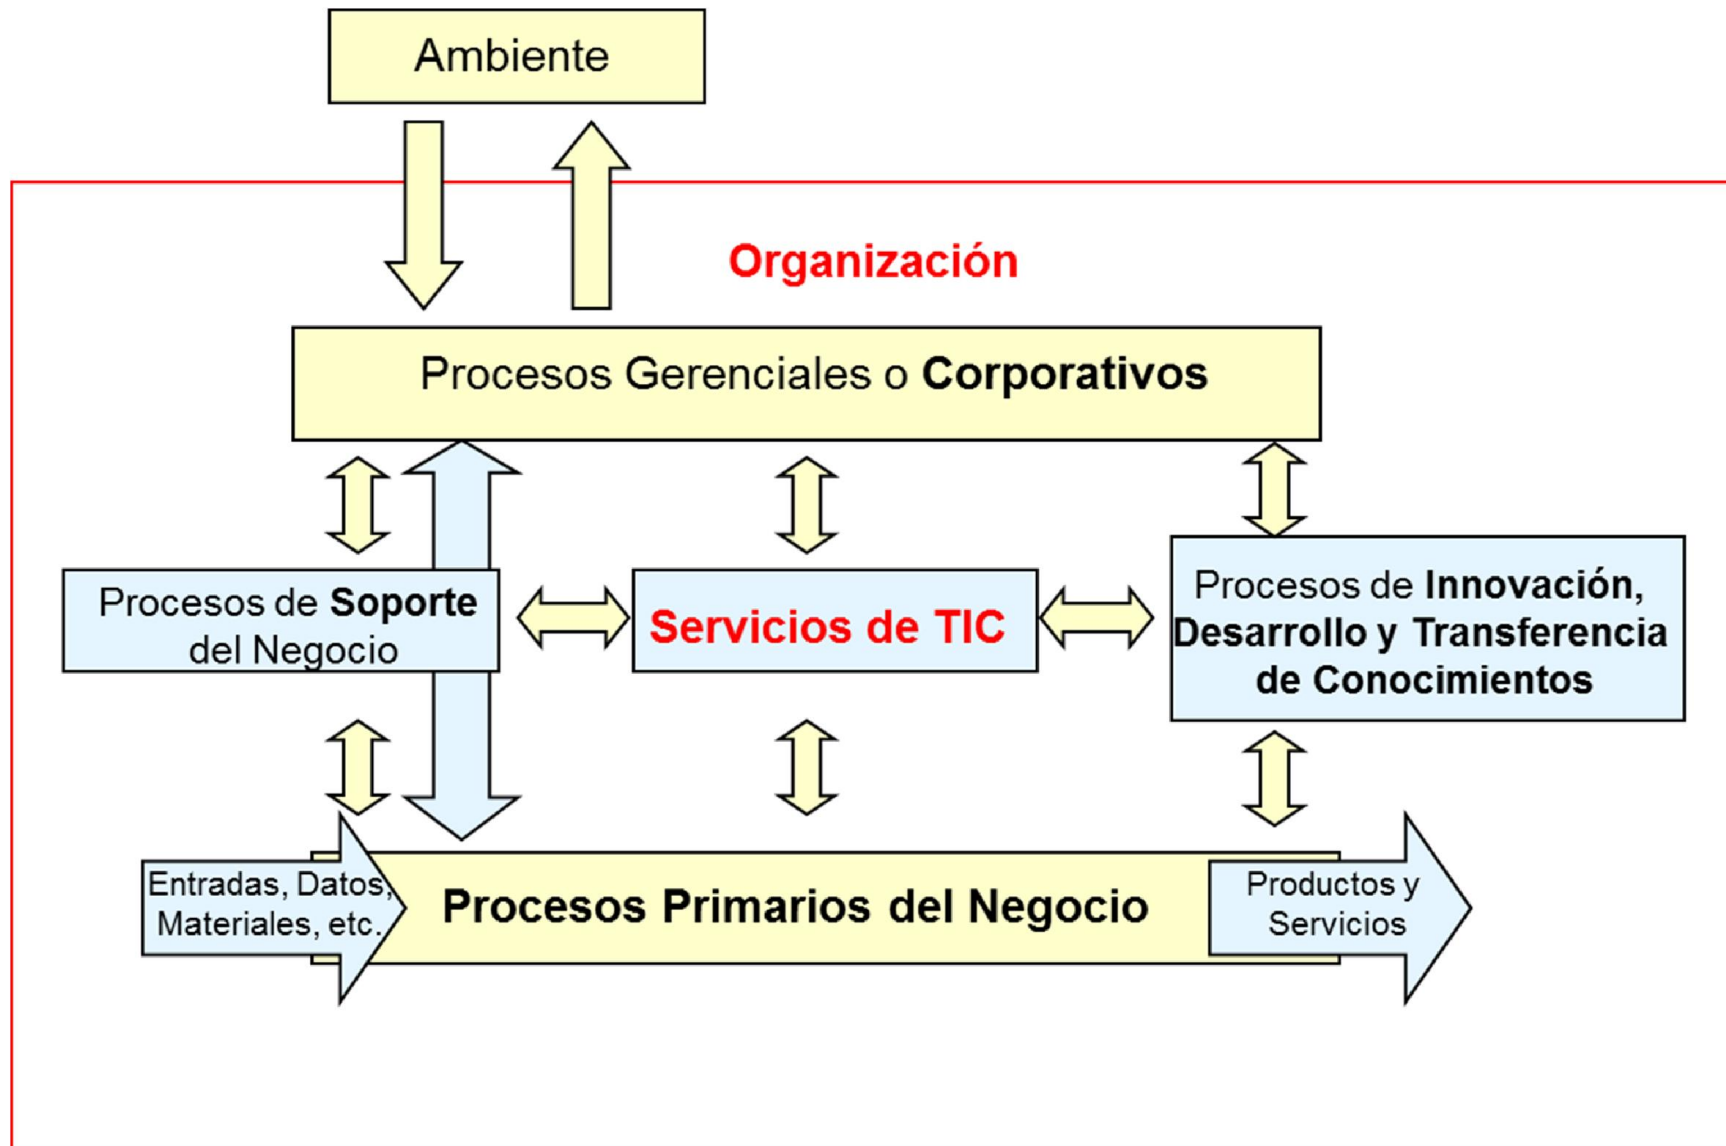 Ambiente
Organización
Procesos Gerenciales o Corporativos
Procesos de Soporte
del Negocio
Servicios de TIC
Procesos de Innovación,
Desarrollo y Transferencia
de Conocimientos
Entradas, Datos,
Materiales, etc.
Procesos Primarios del Negocio
Productos y
Servicios